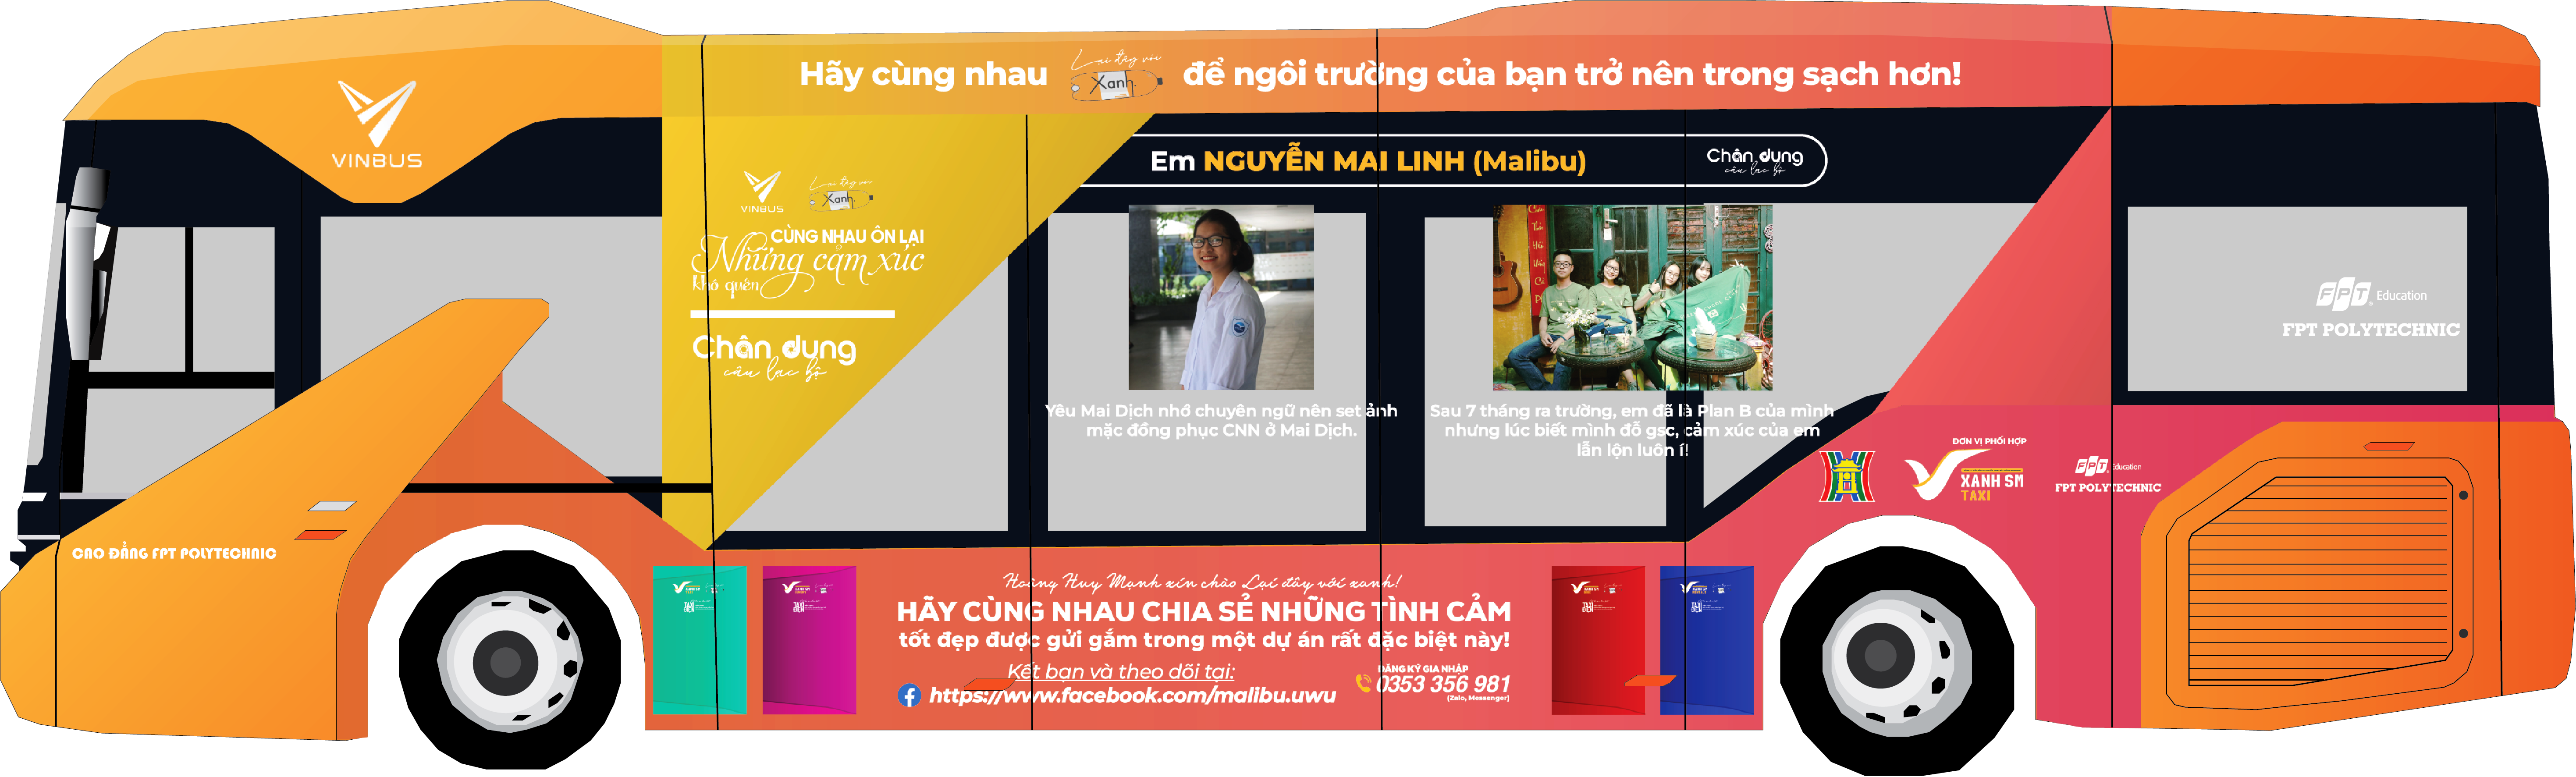 Hãy cùng nhau Lại đây với Xanh. để ngôi trường của bạn trở nên trong sạch hơn!
VINBUS
Em NGUYỄN MAI LINH (Malibu)
Chân dung
câu lạc bộ
VINBUS
Lại đây với
Xanh.
CÙNG NHAU ÔN LẠI
Những cảm xúc
khó quên
Chân dung
câu lạc bộ
Yêu Mai Dịch nhớ chuyên ngữ nên set ảnh
mặc đồng phục CNN ở Mai Dịch.
Sau 7 tháng ra trường, em đã là Plan B của mình
nhưng lúc biết mình đỗ gsc, cảm xúc của em
lẫn lộn luôn í!
FPT Education
FPT POLYTECHNIC
ĐƠN VỊ PHỐI HỢP
XANH SM
TAXI
FPT Education
FPT POLYTECHNIC
CAO ĐẲNG FPT POLYTECHNIC
Hoàng Huy Mạnh xin chào Lại đây với xanh!
HÃY CÙNG NHAU CHIA SẺ NHỮNG TÌNH CẢM
tốt đẹp được gửi gắm trong một dự án rất đặc biệt này!
Kết bạn và theo dõi tại:
https://www.facebook.com/malibu.uwu
ĐĂNG KÝ GIA NHẬP
0353 356 981
(Zalo, Messenger)